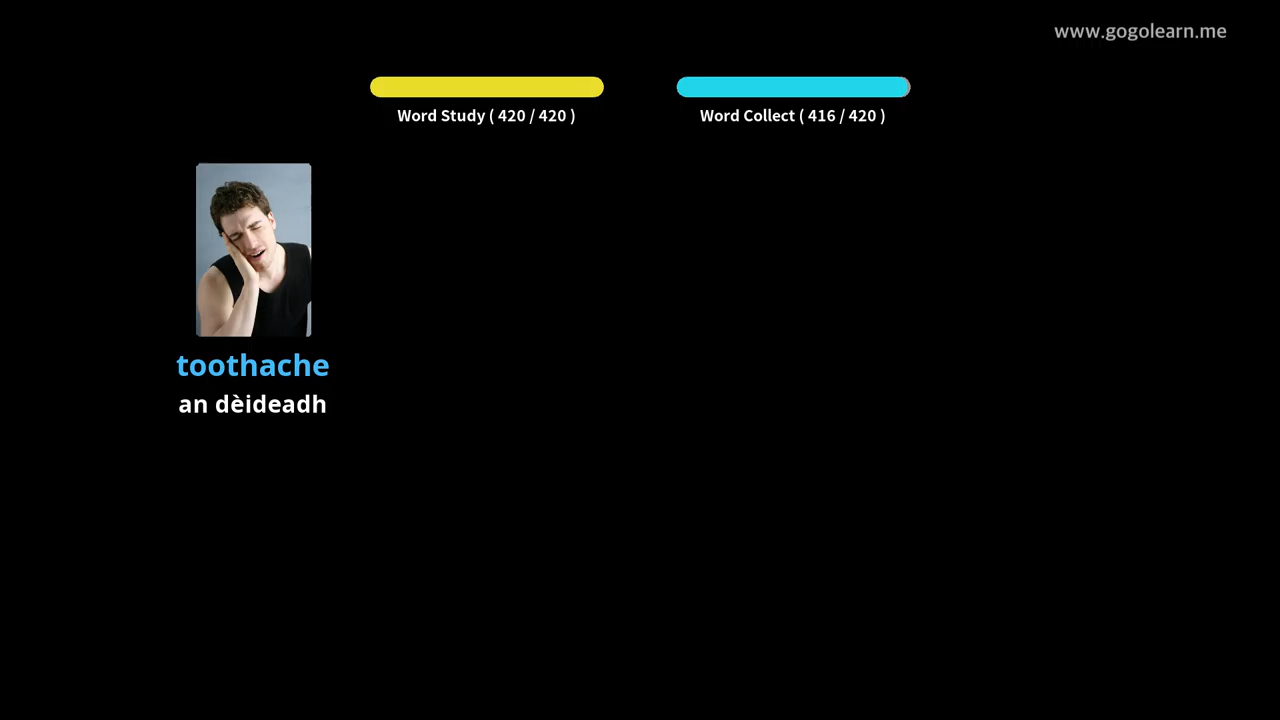 www.gogolearn.me
Word Study ( 420 / 420 )
Word Collect ( 416 / 420 )
toothache
an dèideadh